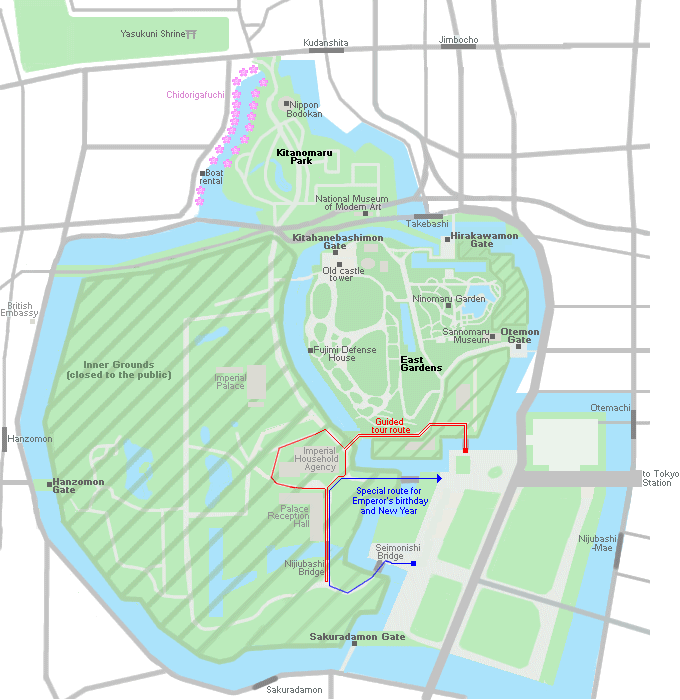 Yasukuni Shrine
Kudanshita
Jimbocho
Chidorigafuchi
Nippon
Bodokan
Kitanomaru
Park
Boat
rental
National Museum
of Modern Art
Takebashi
Kitahanebashimon
Gate
Hirakawamon
Gate
Old castle
tower
Ninomaru Garden
British
Embassy
Sannomaru
Museum
Otemon
Gate
Fujimi Defense
House
East
Gardens
Inner Grounds
(closed to the public)
Imperial
Palace
Otemachi
Guided
tour route
Hanzomon
Imperial
Household
Agency
to Tokyo
Station
Hanzomon
Gate
Special route for
Emperor's birthday
and New Year
Palace
Reception
Hall
Nijubashi
-Mae
Seimonishi
Bridge
Nijiubashi
Bridge
Sakuradamon Gate
Sakuradamon